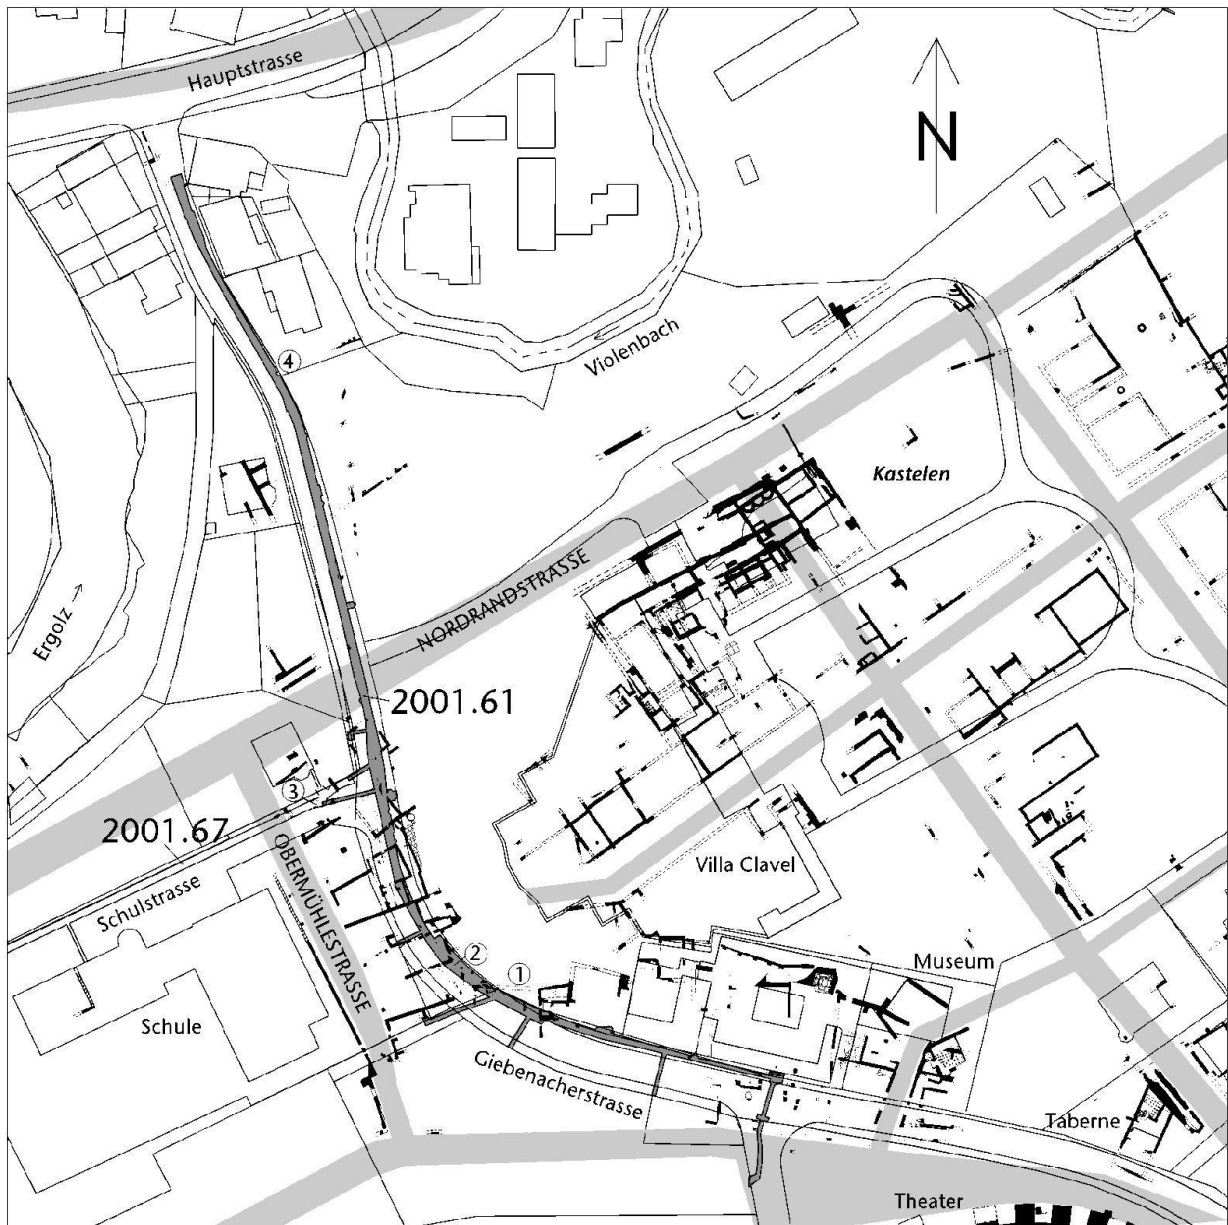 Hauptstrasse
N
④
Violenbach
Kastelen
NORDRANDSTRASSE
Ergolz →
2001.61
③
2001.67
OBERMÜHLESTRASSE
Villa Clavel
Schulstrasse
②
①
Museum
Schule
Giebenacherstrasse
Taberne
Theater